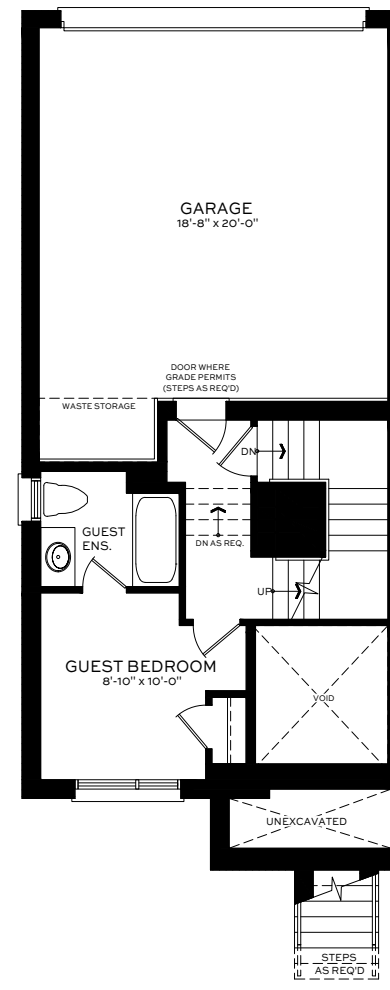 GARAGE
18'-8" x 20'-0"
DOOR WHERE
GRADE PERMITS
(STEPS AS REQ'D)
WASTE STORAGE
DN
GUEST
ENS.
DN AS REQ.
UP
GUEST BEDROOM
8'-10" x 10'-0"
VOID
UNEXCAVATED
STEPS
AS REQ'D